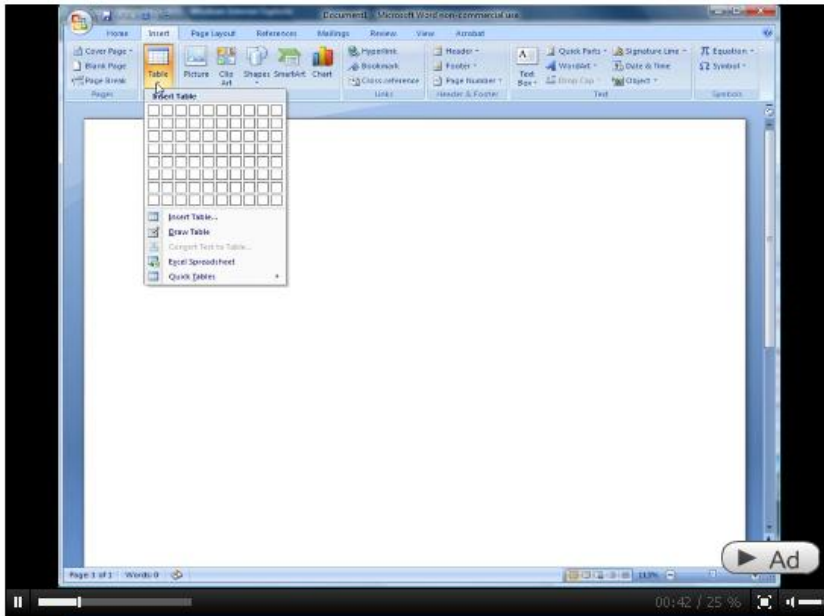 Document1 - Microsoft Word non-commercial use
Home Insert Page Layout References Mailings Review View Acrobat
Cover Page Hyperlink Header Quick Parts Signature Line Equation
Blank Page Bookmark Footer WordArt Date & Time Symbol
Page Break Table Picture Clip Art Shapes SmartArt Chart Cross-reference Page Number Text Box Drop Cap Object
Pages Links Header & Footer Text Symbols
Insert Table
Insert Table...
Draw Table
Convert Text to Table...
Excel Spreadsheet
Quick Tables
Page 1 of 1 Words: 0 113%
Ad
00:42 / 25 %